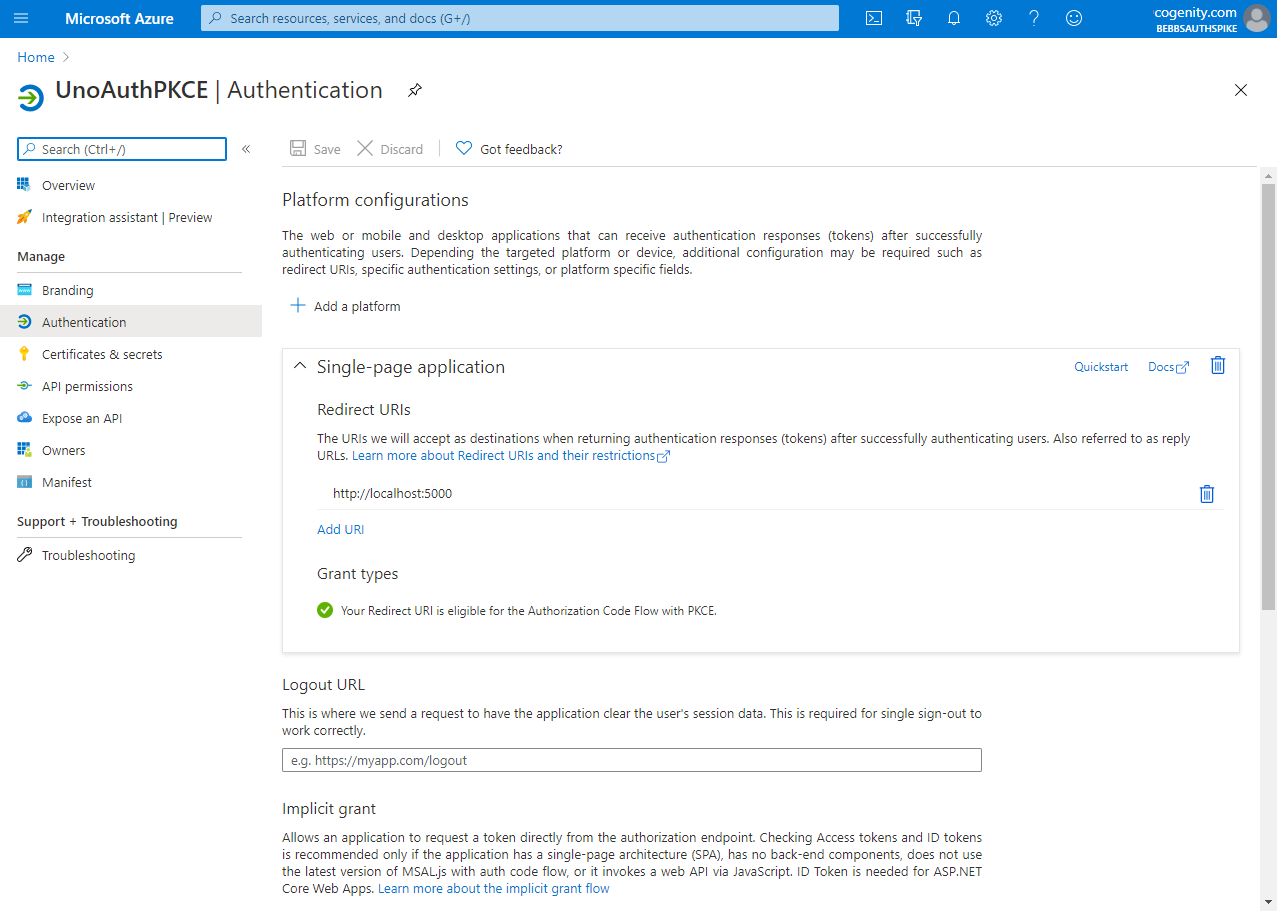 Microsoft Azure
Search resources, services, and docs (G+/)
cogenity.com
BEBBSAUTHSPIKE
Home
UnoAuthPKCE | Authentication
Search (Ctrl+/)
Save
Discard
Got feedback?
Overview
Integration assistant | Preview
Manage
Branding
Authentication
Certificates & secrets
API permissions
Expose an API
Owners
Manifest
Support + Troubleshooting
Troubleshooting
Platform configurations
The web or mobile and desktop applications that can receive authentication responses (tokens) after successfully
authenticating users. Depending the targeted platform or device, additional configuration may be required such as
redirect URIs, specific authentication settings, or platform specific fields.
Add a platform
Single-page application
Quickstart
Docs
Redirect URIs
The URIs we will accept as destinations when returning authentication responses (tokens) after successfully authenticating users. Also referred to as reply
URLs. Learn more about Redirect URIs and their restrictions
http://localhost:5000
Add URI
Grant types
Your Redirect URI is eligible for the Authorization Code Flow with PKCE.
Logout URL
This is where we send a request to have the application clear the user's session data. This is required for single sign-out to
work correctly.
e.g. https://myapp.com/logout
Implicit grant
Allows an application to request a token directly from the authorization endpoint. Checking Access tokens and ID tokens
is recommended only if the application has a single-page architecture (SPA), has no back-end components, does not use
the latest version of MSAL.js with auth code flow, or it invokes a web API via JavaScript. ID Token is needed for ASP.NET
Core Web Apps. Learn more about the implicit grant flow